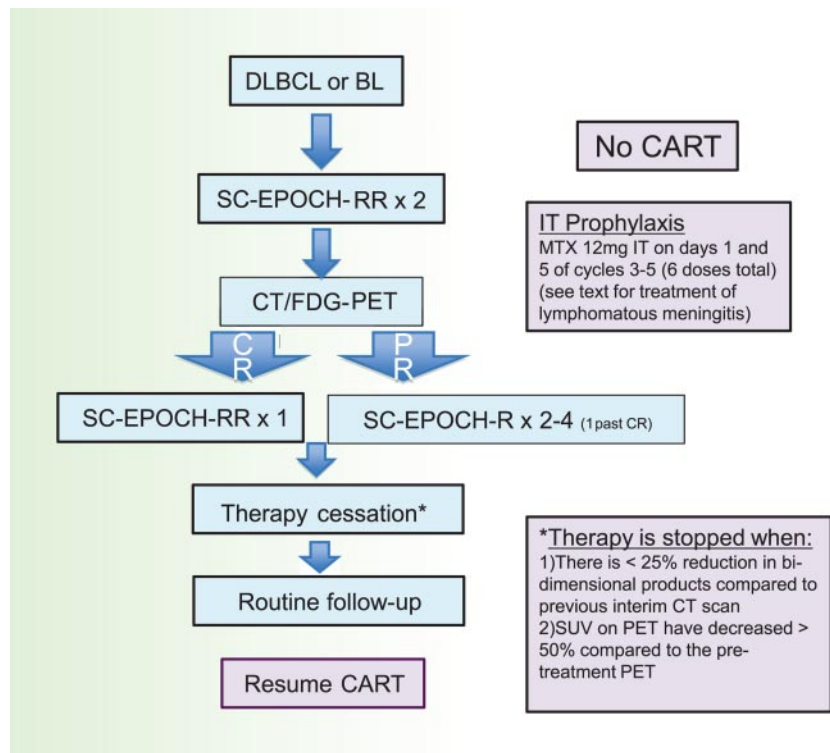 DLBCL or BL
No CART
SC-EPOCH-RR x 2
IT Prophylaxis
MTX 12mg IT on days 1 and
5 of cycles 3-5 (6 doses total)
(see text for treatment of
lymphomatous meningitis)
CT/FDG-PET
CR
PR
SC-EPOCH-RR x 1
SC-EPOCH-R x 2-4 (1past CR)
Therapy cessation*
*Therapy is stopped when:
1)There is < 25% reduction in bi-
dimensional products compared to
previous interim CT scan
2)SUV on PET have decreased >
50% compared to the pre-
treatment PET
Routine follow-up
Resume CART